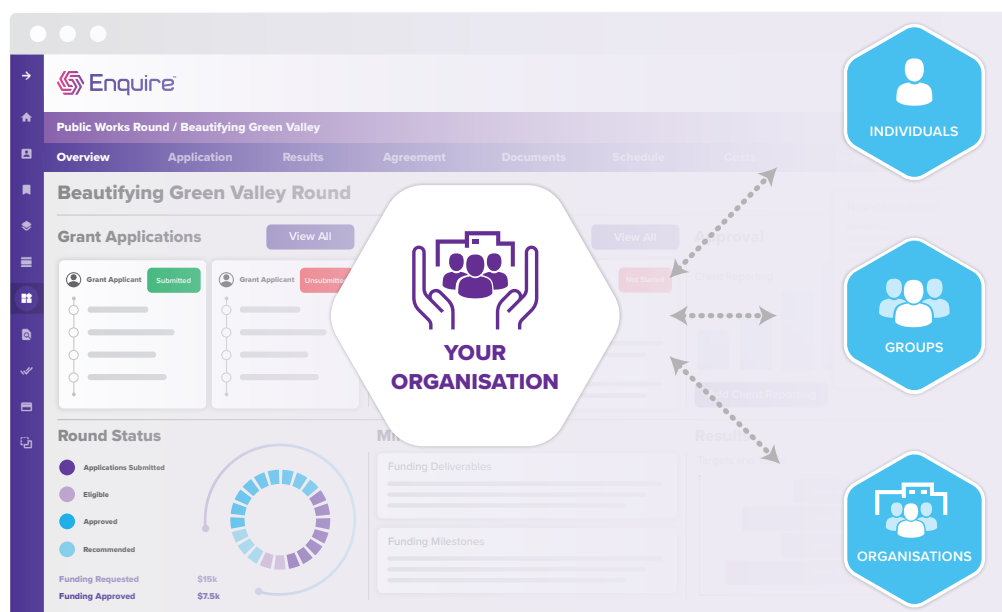 Enquire
Public Works Round / Beautifying Green Valley
Overview Application Results Agreement Documents Schedule Costs
Beautifying Green Valley Round
Grant Applications View All View All Approval
Grant Applicant Submitted Grant Applicant Unsubmitted
YOUR
ORGANISATION
INDIVIDUALS
GROUPS
ORGANISATIONS
Round Status Results
Applications Submitted
Eligible
Approved
Recommended
Funding Requested $15k
Funding Approved $7.5k
Funding Deliverables
Funding Milestones